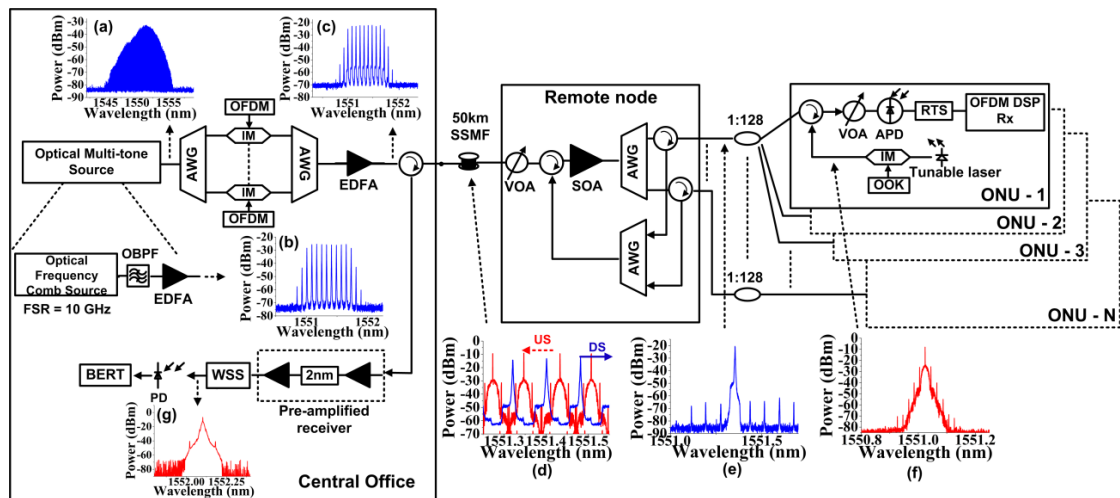 (a)
Power (dBm)
-30
-40
-50
-60
-70
-80
-90
1545 1550 1555
Wavelength (nm)
(c)
Power (dBm)
-20
-30
-40
-50
-60
-70
-80
1551 1552
Wavelength (nm)
OFDM
IM
AWG
AWG
IM
OFDM
Optical Multi-tone
Source
EDFA
Optical
Frequency
Comb Source
FSR = 10 GHz
OBPF
EDFA
(b)
Power (dBm)
-20
-30
-40
-50
-60
-70
-80
1551 1552
Wavelength (nm)
BERT
PD
WSS
2nm
Pre-amplified
receiver
(g)
Power (dBm)
0
-20
-40
-60
-80
1552.00 1552.25
Wavelength (nm)
Central Office
50km
SSMF
Remote node
VOA
SOA
AWG
AWG
1:128
1:128
VOA
APD
RTS
OFDM DSP
Rx
IM
OOK
Tunable laser
ONU - 1
ONU - 2
ONU - 3
ONU - N
US
DS
Power (dBm)
0
-10
-20
-30
-40
-50
-60
-70
1551.3 1551.4 1551.5
Wavelength (nm)
(d)
Power (dBm)
0
-10
-20
-30
-40
-50
-60
-70
-80
-90
1551.0 1551.5
Wavelength (nm)
(e)
Power (dBm)
0
-10
-20
-30
-40
-50
-60
-70
-80
1550.8 1551.0 1551.2
Wavelength (nm)
(f)